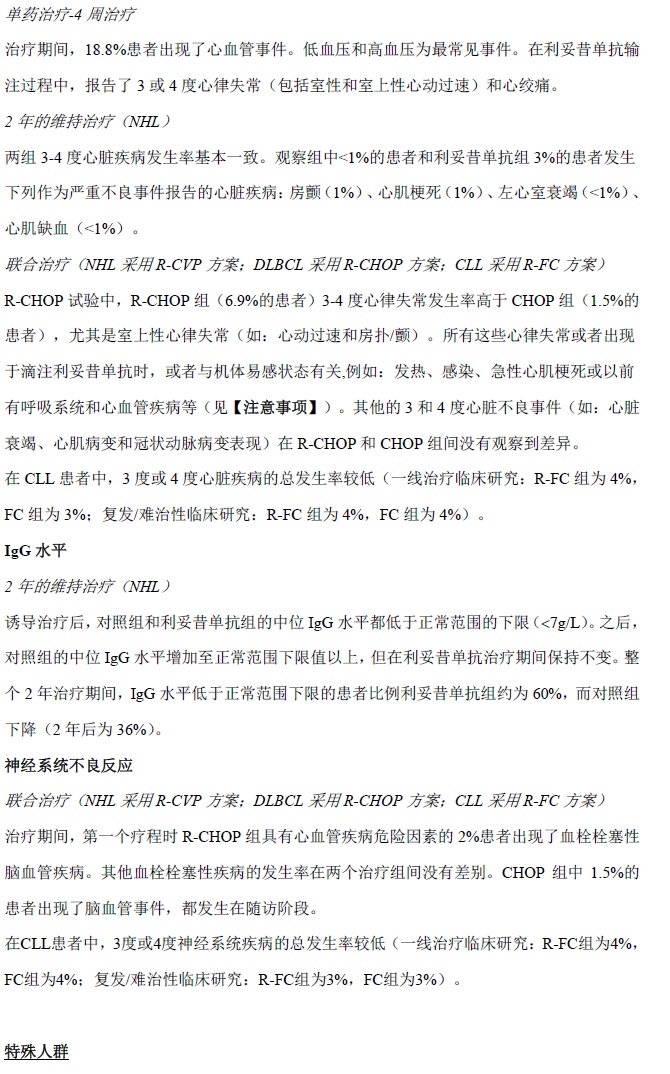 单药治疗-4 周治疗
治疗期间，18.8%患者出现了心血管事件。低血压和高血压为最常见事件。在利妥昔单抗输
注过程中，报告了 3 或 4 度心律失常（包括室性和室上性心动过速）和心绞痛。
2 年的维持治疗（NHL）
两组 3-4 度心脏疾病发生率基本一致。观察组中<1%的患者和利妥昔单抗组 3%的患者发生
下列作为严重不良事件报告的心脏疾病：房颤（1%）、心肌梗死（1%）、左心室衰竭（<1%）、
心肌缺血（<1%）。
联合治疗（NHL 采用 R-CVP 方案；DLBCL 采用 R-CHOP 方案；CLL 采用 R-FC 方案）
R-CHOP 试验中，R-CHOP 组（6.9%的患者）3-4 度心律失常发生率高于 CHOP 组（1.5%的
患者），尤其是室上性心律失常（如：心动过速和房扑/颤）。所有这些心律失常或者出现
于滴注利妥昔单抗时，或者与机体易感状态有关,例如：发热、感染、急性心肌梗死或以前
有呼吸系统和心血管疾病等（见【注意事项】）。其他的 3 和 4 度心脏不良事件（如：心脏
衰竭、心肌病变和冠状动脉病变表现）在 R-CHOP 和 CHOP 组间没有观察到差异。
在 CLL 患者中，3 度或 4 度心脏疾病的总发生率较低（一线治疗临床研究：R-FC 组为 4%，
FC 组为 3%；复发/难治性临床研究：R-FC 组为 4%，FC 组为 4%）。
IgG 水平
2 年的维持治疗（NHL）
诱导治疗后，对照组和利妥昔单抗组的中位 IgG 水平都低于正常范围的下限（<7g/L）。之后，
对照组的中位 IgG 水平增加至正常范围下限值以上，但在利妥昔单抗治疗期间保持不变。整
个 2 年治疗期间，IgG 水平低于正常范围下限的患者比例利妥昔单抗组约为 60%，而对照组
下降（2 年后为 36%）。
神经系统不良反应
联合治疗（NHL 采用 R-CVP 方案；DLBCL 采用 R-CHOP 方案；CLL 采用 R-FC 方案）
治疗期间，第一个疗程时 R-CHOP 组具有心血管疾病危险因素的 2%患者出现了血栓栓塞性
脑血管疾病。其他血栓栓塞性疾病的发生率在两个治疗组间没有差别。CHOP 组中 1.5%的
患者出现了脑血管事件，都发生在随访阶段。
在CLL患者中，3度或4度神经系统疾病的总发生率较低（一线治疗临床研究：R-FC组为4%，
FC组为4%；复发/难治性临床研究：R-FC组为3%，FC组为3%）。
特殊人群